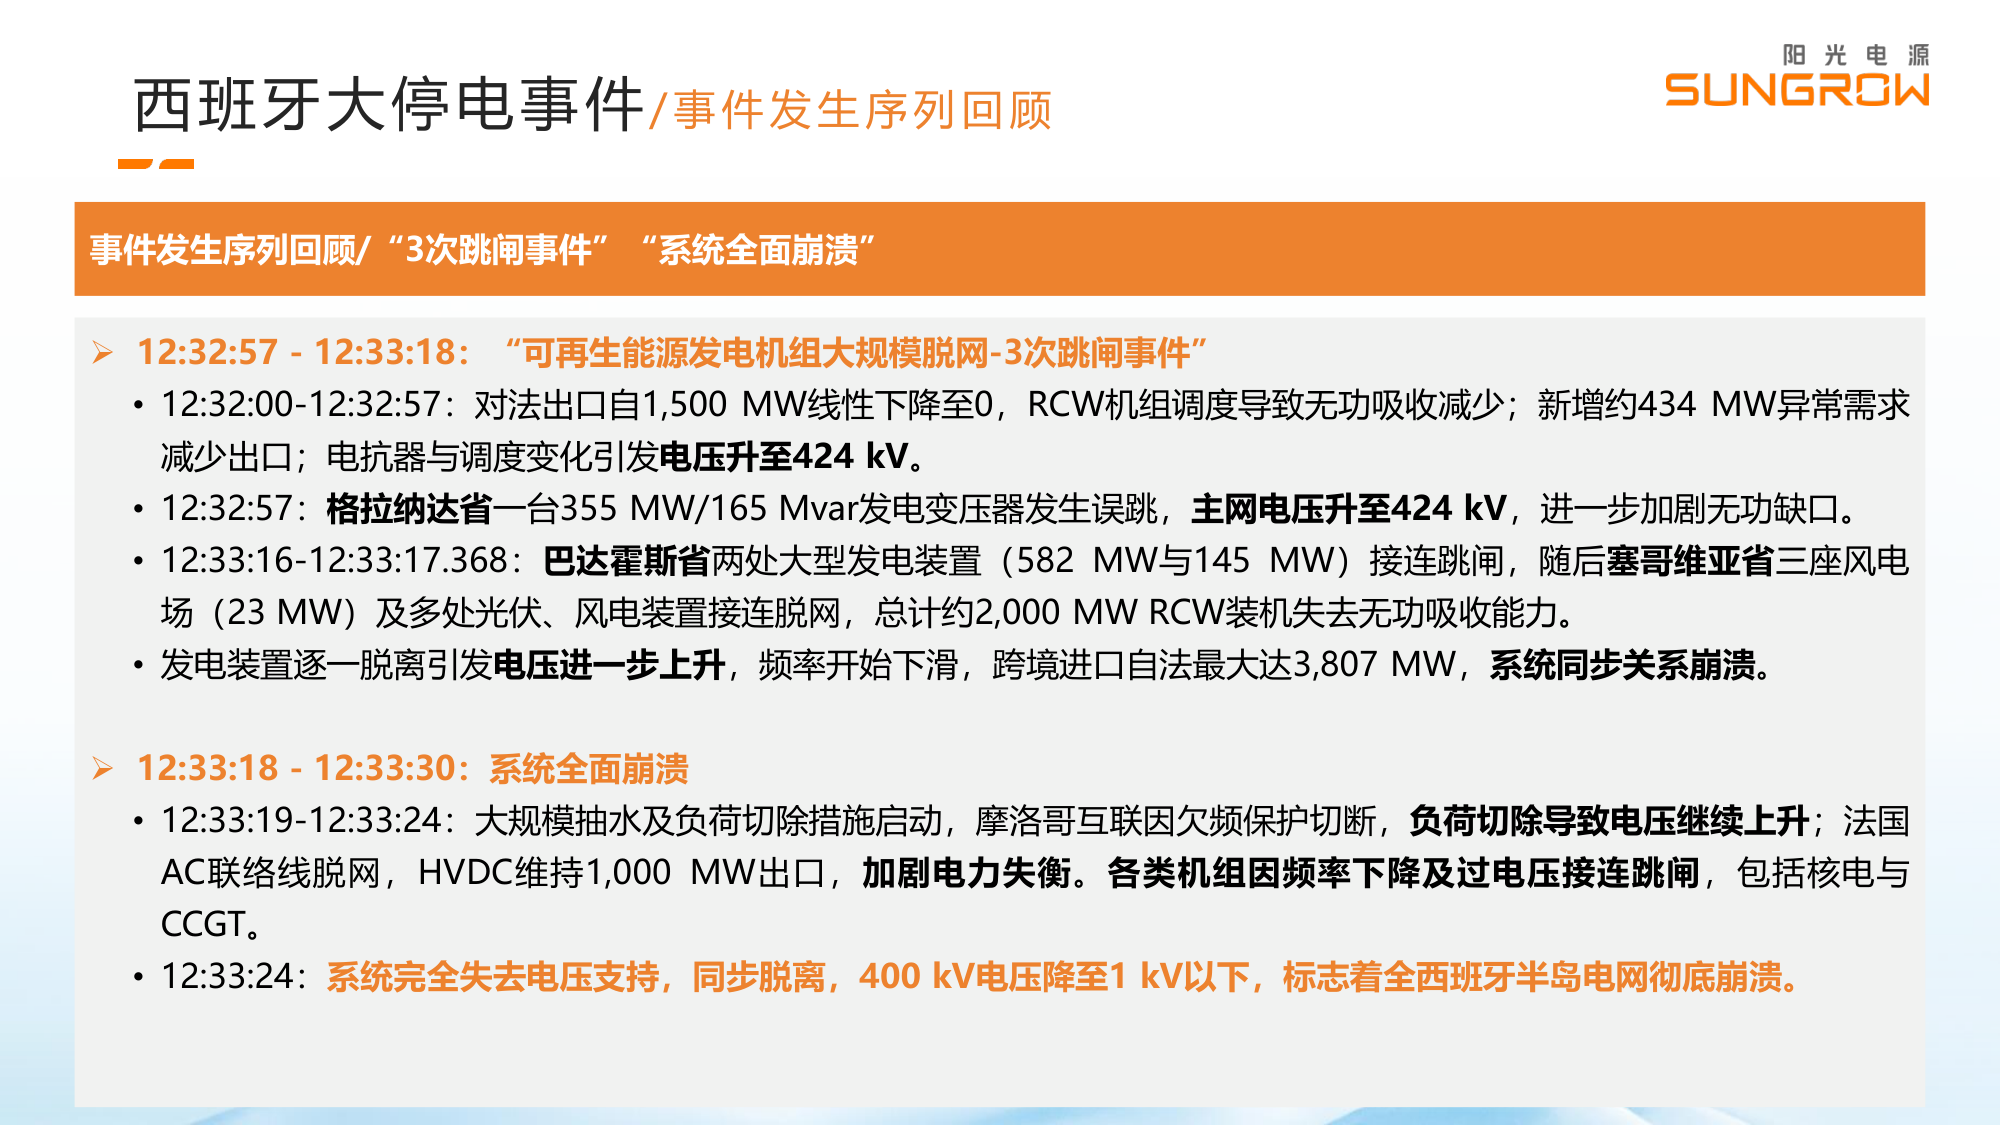 阳光电源
SUNGROW
西班牙大停电事件/事件发生序列回顾
事件发生序列回顾/“3次跳闸事件”“系统全面崩溃”
➢ 12:32:57 - 12:33:18：“可再生能源发电机组大规模脱网-3次跳闸事件”
• 12:32:00-12:32:57：对法出口自1,500 MW线性下降至0，RCW机组调度导致无功吸收减少；新增约434 MW异常需求
减少出口；电抗器与调度变化引发电压升至424 kV。
• 12:32:57：格拉纳达省一台355 MW/165 Mvar发电变压器发生误跳，主网电压升至424 kV，进一步加剧无功缺口。
• 12:33:16-12:33:17.368：巴达霍斯省两处大型发电装置（582 MW与145 MW）接连跳闸，随后塞哥维亚省三座风电
场（23 MW）及多处光伏、风电装置接连脱网，总计约2,000 MW RCW装机失去无功吸收能力。
• 发电装置逐一脱离引发电压进一步上升，频率开始下滑，跨境进口自法最大达3,807 MW，系统同步关系崩溃。
➢ 12:33:18 - 12:33:30：系统全面崩溃
• 12:33:19-12:33:24：大规模抽水及负荷切除措施启动，摩洛哥互联因欠频保护切断，负荷切除导致电压继续上升；法国
AC联络线脱网，HVDC维持1,000 MW出口，加剧电力失衡。各类机组因频率下降及过电压接连跳闸，包括核电与
CCGT。
• 12:33:24：系统完全失去电压支持，同步脱离，400 kV电压降至1 kV以下，标志着全西班牙半岛电网彻底崩溃。